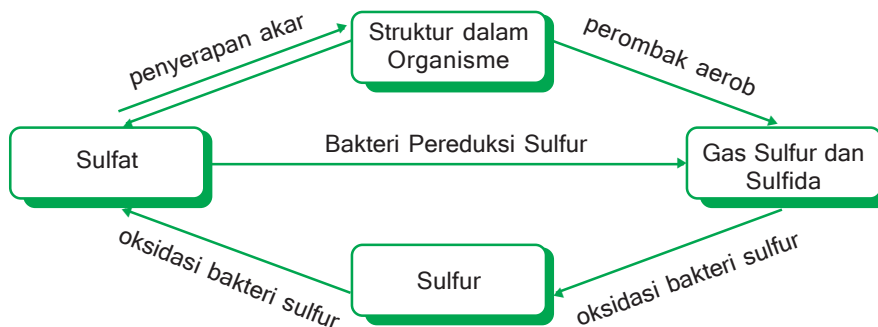 penyerapan akar
Struktur dalam
Organisme
perombak aerob
Sulfat
Bakteri Pereduksi Sulfur
Gas Sulfur dan
Sulfida
oksidasi bakteri sulfur
Sulfur
oksidasi bakteri sulfur